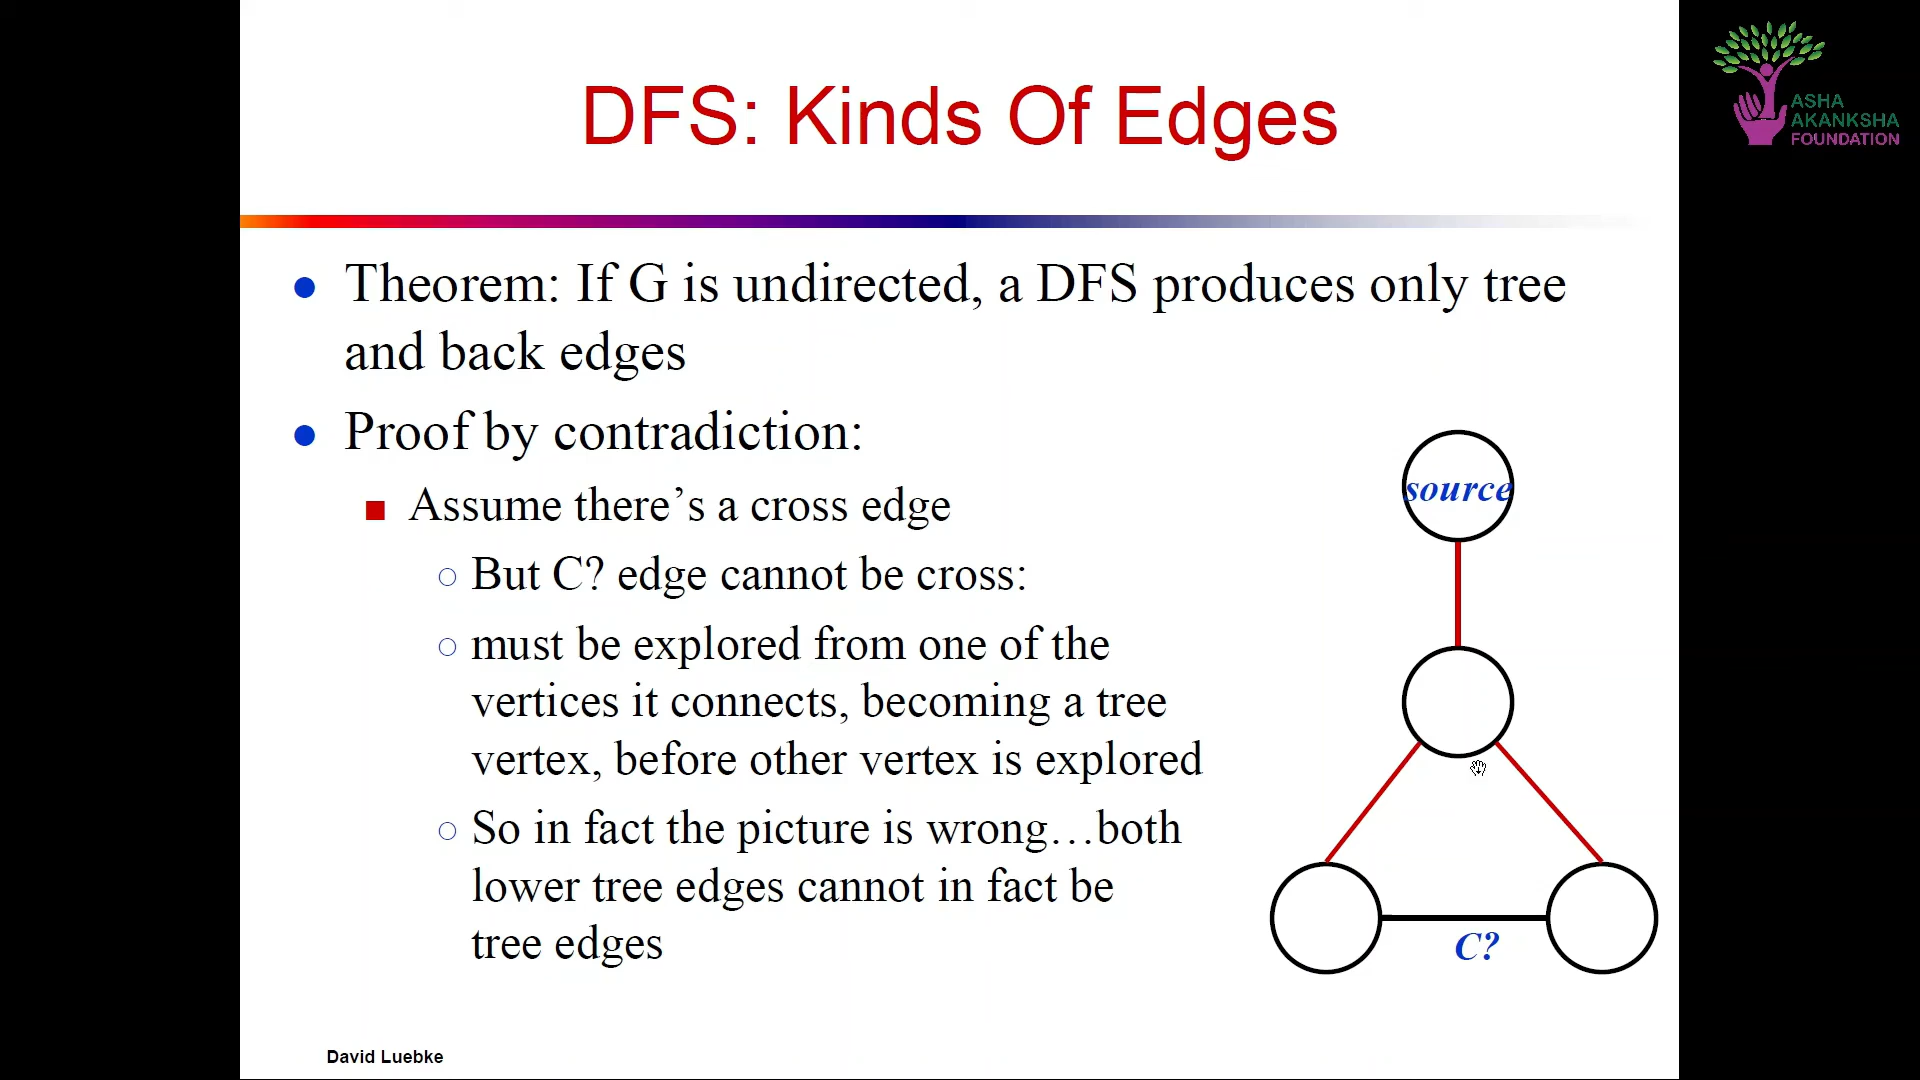 DFS: Kinds Of Edges
ASHA
AKANKSHA
FOUNDATION
Theorem: If G is undirected, a DFS produces only tree
and back edges
Proof by contradiction:
Assume there’s a cross edge
But C? edge cannot be cross:
must be explored from one of the
vertices it connects, becoming a tree
vertex, before other vertex is explored
So in fact the picture is wrong…both
lower tree edges cannot in fact be
tree edges
source
C?
David Luebke